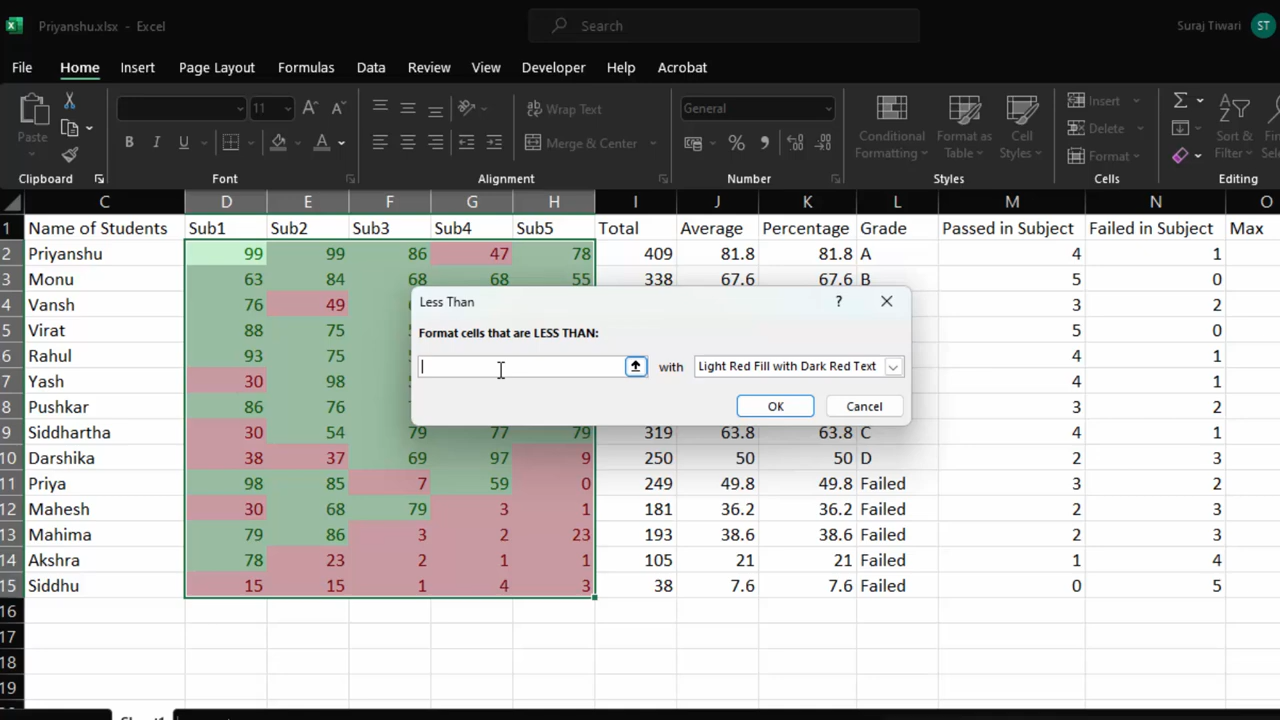 Priyanshu.xlsx - Excel
Search
Suraj Tiwari ST
File Home Insert Page Layout Formulas Data Review View Developer Help Acrobat
11 A A ab Wrap Text General Insert Σ
Paste B I U A Merge & Center % Conditional Formatting Format as Table Cell Styles Delete Format Sort & Filter Find & Select
Clipboard Font Alignment Number Styles Cells Editing
C D E F G H I J K L M N O
1 Name of Students Sub1 Sub2 Sub3 Sub4 Sub5 Total Average Percentage Grade Passed in Subject Failed in Subject Max
2 Priyanshu 99 99 86 47 78 409 81.8 81.8 A 4 1
3 Monu 63 84 68 68 55 338 67.6 67.6 B 5 0
4 Vansh 76 49 3 2
5 Virat 88 75 5 0
6 Rahul 93 75 4 1
7 Yash 30 98 4 1
8 Pushkar 86 76 3 2
9 Siddhartha 30 54 79 77 79 319 63.8 63.8 C 4 1
10 Darshika 38 37 69 97 9 250 50 50 D 2 3
11 Priya 98 85 7 59 0 249 49.8 49.8 Failed 3 2
12 Mahesh 30 68 79 3 1 181 36.2 36.2 Failed 2 3
13 Mahima 79 86 3 2 23 193 38.6 38.6 Failed 2 3
14 Akshra 78 23 2 1 1 105 21 21 Failed 1 4
15 Siddhu 15 15 1 4 3 38 7.6 7.6 Failed 0 5
16
17
18
19
Less Than ?
Format cells that are LESS THAN:
with Light Red Fill with Dark Red Text
OK Cancel